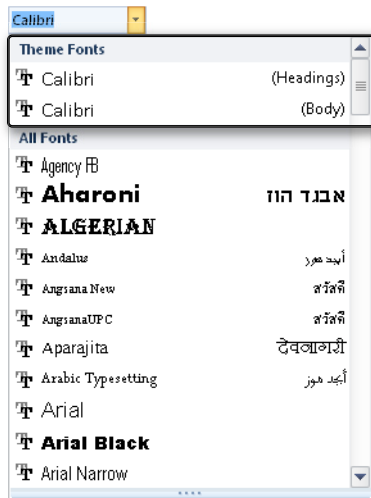 Calibri
Theme Fonts
Calibri (Headings)
Calibri (Body)
All Fonts
Agency FB
Aharoni אבגד הוז
ALGERIAN
Andalus أبجد هوز
Angsana New สวัสดี
AngsanaUPC สวัสดี
Aparajita देवनागरी
Arabic Typesetting أبجد هوز
Arial
Arial Black
Arial Narrow